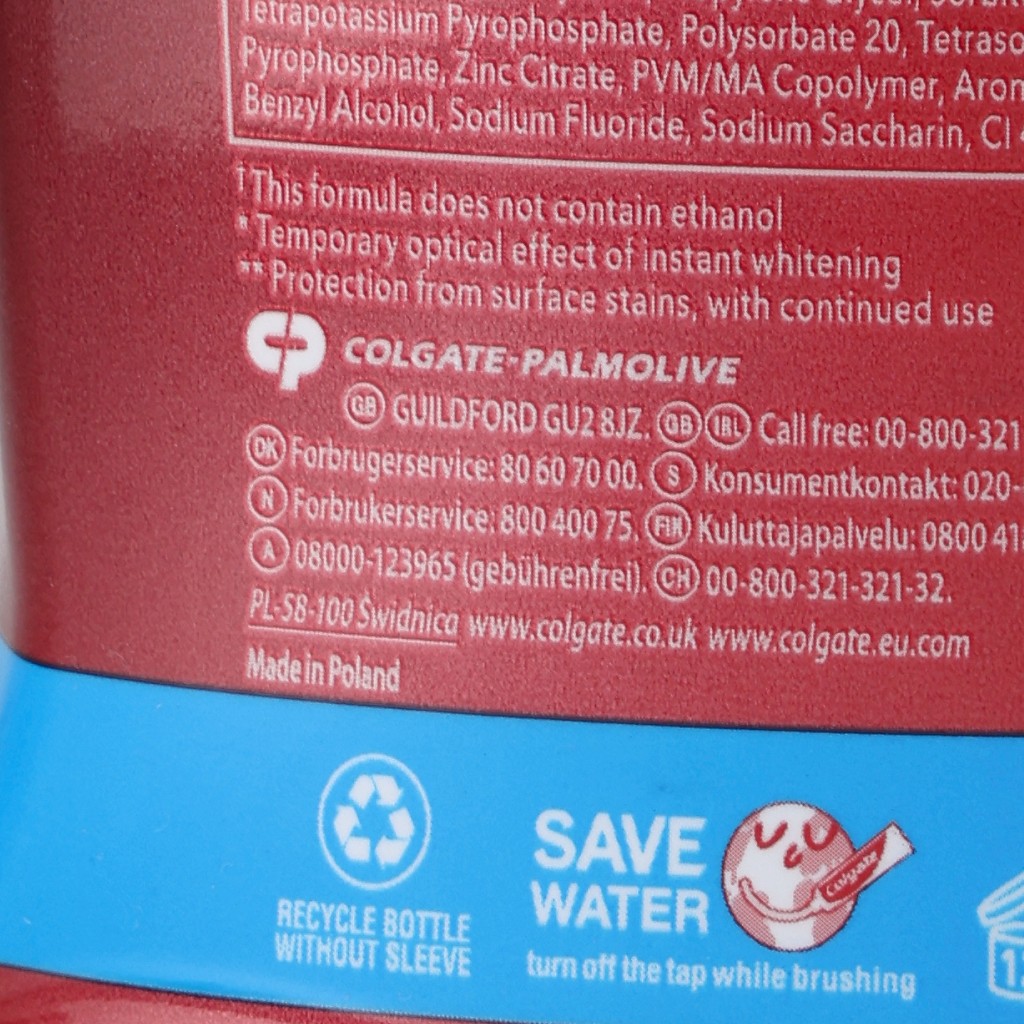 Tetrapotassium Pyrophosphate, Polysorbate 20,
Pyrophosphate, Zinc Citrate, PVM/MA Copolymer,
Benzyl Alcohol, Sodium Fluoride, Sodium Saccharin, CI
†This formula does not contain ethanol
*Temporary optical effect of instant whitening
**Protection from surface stains, with continued use
CP COLGATE-PALMOLIVE
GB GUILDFORD GU2 8JZ. GB IRL Call free: 00-800-321
DK Forbrugerservice: 80 60 70 00. S Konsumentkontakt: 020-
N Forbrukerservice: 800 400 75. FIN Kuluttajapalvelu: 0800 41
A 08000-123965 (gebührenfrei). CH 00-800-321-321-32.
PL-58-100 Świdnica www.colgate.co.uk www.colgate.eu.com
Made in Poland
RECYCLE BOTTLE
WITHOUT SLEEVE
SAVE
WATER
Colgate
turn off the tap while brushing